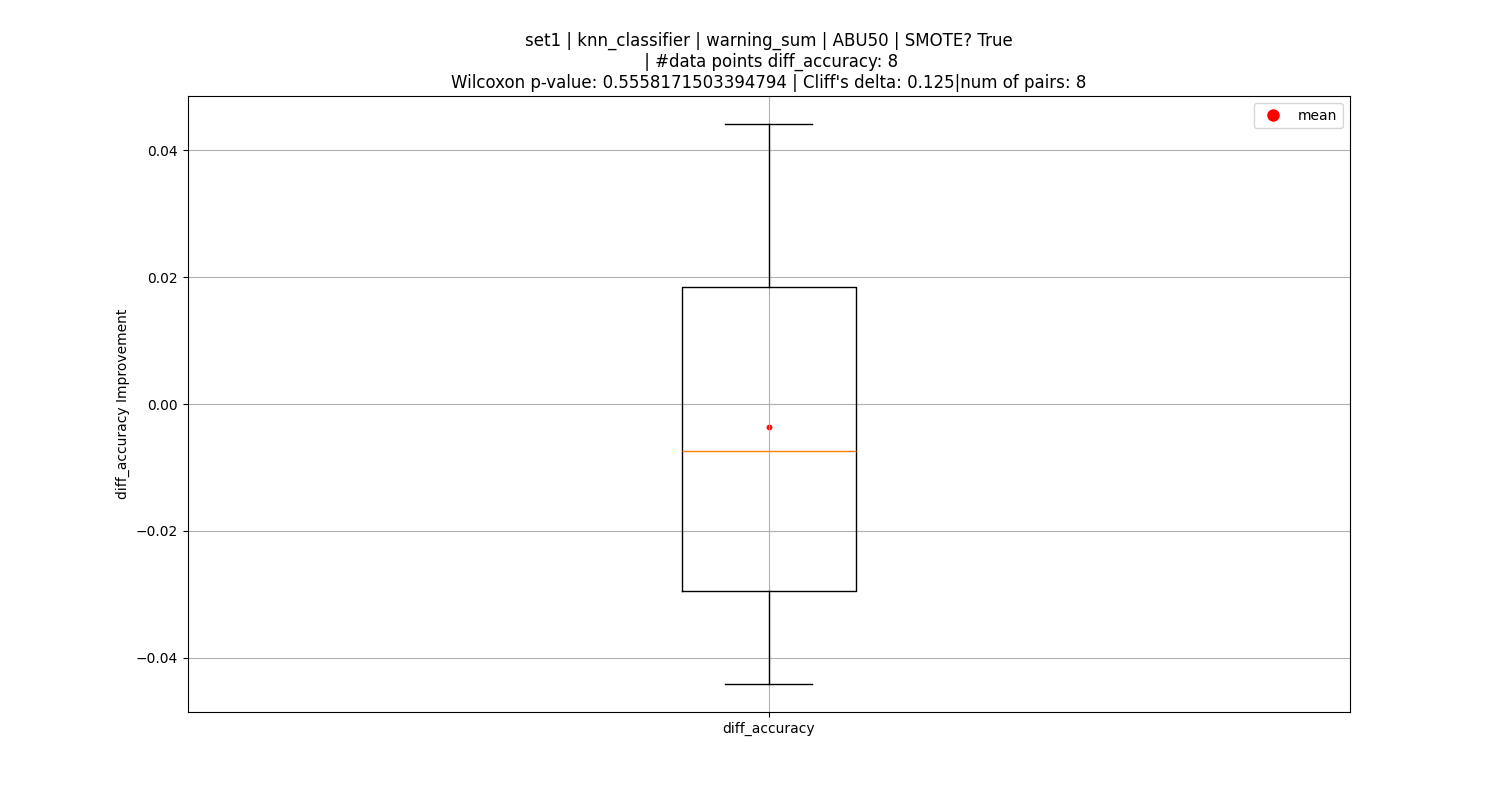 set1 | knn_classifier | warning_sum | ABU50 | SMOTE? True
| #data points diff_accuracy: 8
Wilcoxon p-value: 0.5558171503394794 | Cliff's delta: 0.125|num of pairs: 8
mean
0.04
0.02
0.00
−0.02
−0.04
diff_accuracy Improvement
diff_accuracy